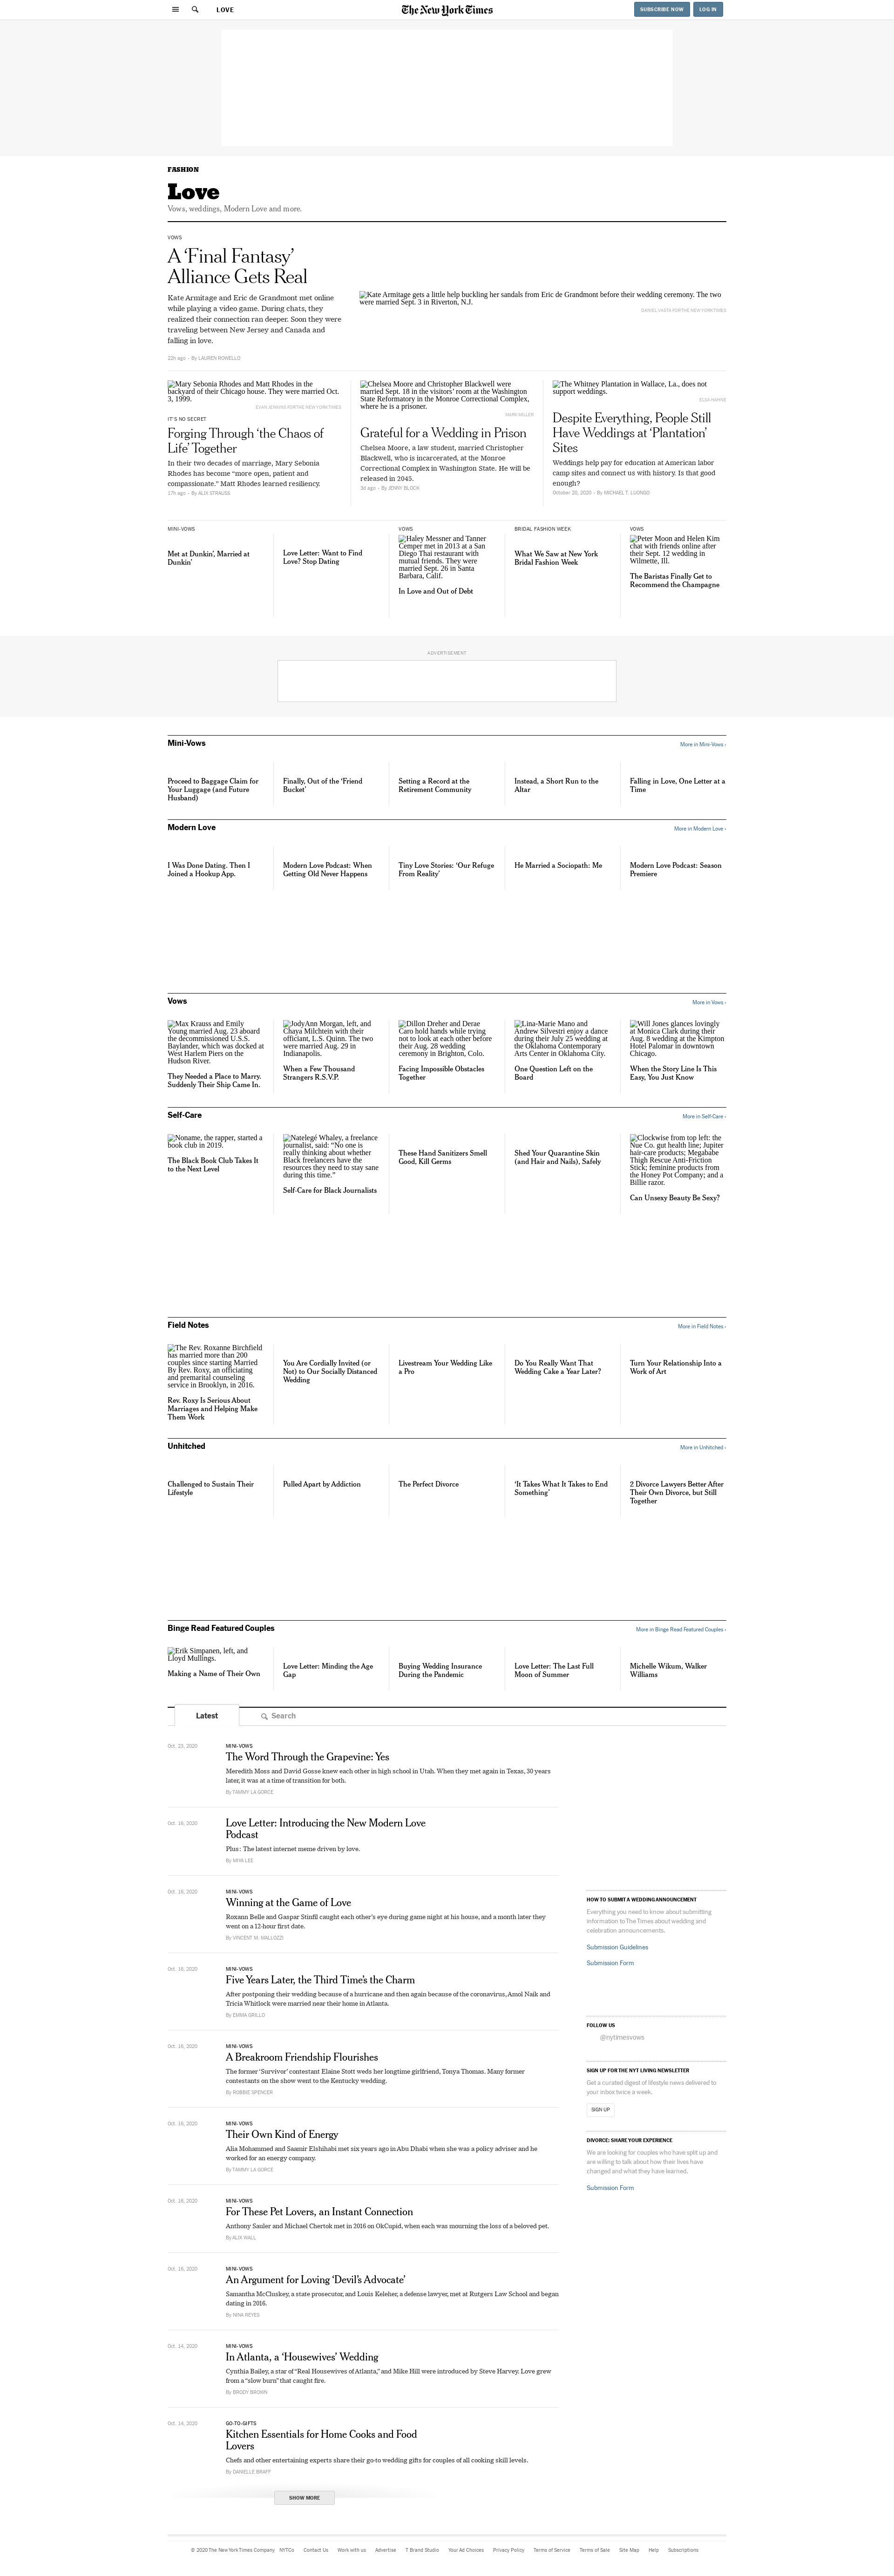 LOVE
The New York Times
SUBSCRIBE NOW
LOG IN
FASHION
Love
Vows, weddings, Modern Love and more.
VOWS
A ‘Final Fantasy’
Alliance Gets Real
Kate Armitage and Eric de Grandmont met online
while playing a video game. During chats, they
realized their connection ran deeper. Soon they were
traveling between New Jersey and Canada and
falling in love.
22h ago – By LAUREN ROWELLO
Kate Armitage gets a little help buckling her sandals from Eric de Grandmont before their wedding ceremony. The two
were married Sept. 3 in Riverton, N.J.
DANIEL VASTA FOR THE NEW YORK TIMES
Mary Sebonia Rhodes and Matt Rhodes in the
backyard of their Chicago house. They were married Oct.
3, 1999.
EVAN JENKINS FOR THE NEW YORK TIMES
IT’S NO SECRET
Forging Through ‘the Chaos of
Life’ Together
In their two decades of marriage, Mary Sebonia
Rhodes has become “more open, patient and
compassionate.” Matt Rhodes learned resiliency.
17h ago – By ALIX STRAUSS
Chelsea Moore and Christopher Blackwell were
married Sept. 18 in the visitors’ room at the Washington
State Reformatory in the Monroe Correctional Complex,
where he is a prisoner.
MARK MILLER
Grateful for a Wedding in Prison
Chelsea Moore, a law student, married Christopher
Blackwell, who is incarcerated, at the Monroe
Correctional Complex in Washington State. He will be
released in 2045.
3d ago – By JENNY BLOCK
The Whitney Plantation in Wallace, La., does not
support weddings.
ELSA HAHNE
Despite Everything, People Still
Have Weddings at ‘Plantation’
Sites
Weddings help pay for education at American labor
camp sites and connect us with history. Is that good
enough?
October 20, 2020 – By MICHAEL T. LUONGO
MINI-VOWS
Met at Dunkin’, Married at
Dunkin’
Love Letter: Want to Find
Love? Stop Dating
VOWS
Haley Messner and Tanner
Cemper met in 2013 at a San
Diego Thai restaurant with
mutual friends. They were
married Sept. 26 in Santa
Barbara, Calif.
In Love and Out of Debt
BRIDAL FASHION WEEK
What We Saw at New York
Bridal Fashion Week
VOWS
Peter Moon and Helen Kim
chat with friends online after
their Sept. 12 wedding in
Wilmette, Ill.
The Baristas Finally Get to
Recommend the Champagne
ADVERTISEMENT
Mini-Vows
More in Mini-Vows ›
Proceed to Baggage Claim for
Your Luggage (and Future
Husband)
Finally, Out of the ‘Friend
Bucket’
Setting a Record at the
Retirement Community
Instead, a Short Run to the
Altar
Falling in Love, One Letter at a
Time
Modern Love
More in Modern Love ›
I Was Done Dating. Then I
Joined a Hookup App.
Modern Love Podcast: When
Getting Old Never Happens
Tiny Love Stories: ‘Our Refuge
From Reality’
He Married a Sociopath: Me
Modern Love Podcast: Season
Premiere
Vows
More in Vows ›
Max Krauss and Emily
Young married Aug. 23 aboard
the decommissioned U.S.S.
Baylander, which was docked at
West Harlem Piers on the
Hudson River.
They Needed a Place to Marry.
Suddenly Their Ship Came In.
JodyAnn Morgan, left, and
Chaya Milchtein with their
officiant, L.S. Quinn. The two
were married Aug. 29 in
Indianapolis.
When a Few Thousand
Strangers R.S.V.P.
Dillon Dreher and Derae
Caro hold hands while trying
not to look at each other before
their Aug. 28 wedding
ceremony in Brighton, Colo.
Facing Impossible Obstacles
Together
Lina-Marie Mano and
Andrew Silvestri enjoy a dance
during their July 25 wedding at
the Oklahoma Contemporary
Arts Center in Oklahoma City.
One Question Left on the
Board
Will Jones glances lovingly
at Monica Clark during their
Aug. 8 wedding at the Kimpton
Hotel Palomar in downtown
Chicago.
When the Story Line Is This
Easy, You Just Know
Self-Care
More in Self-Care ›
Noname, the rapper, started a
book club in 2019.
The Black Book Club Takes It
to the Next Level
Natelegé Whaley, a freelance
journalist, said: “No one is
really thinking about whether
Black freelancers have the
resources they need to stay sane
during this time.”
Self-Care for Black Journalists
These Hand Sanitizers Smell
Good, Kill Germs
Shed Your Quarantine Skin
(and Hair and Nails), Safely
Clockwise from top left: the
Nue Co. gut health line; Jupiter
hair-care products; Megababe
Thigh Rescue Anti-Friction
Stick; feminine products from
the Honey Pot Company; and a
Billie razor.
Can Unsexy Beauty Be Sexy?
Field Notes
More in Field Notes ›
The Rev. Roxanne Birchfield
has married more than 200
couples since starting Married
By Rev. Roxy, an officiating
and premarital counseling
service in Brooklyn, in 2016.
Rev. Roxy Is Serious About
Marriages and Helping Make
Them Work
You Are Cordially Invited (or
Not) to Our Socially Distanced
Wedding
Livestream Your Wedding Like
a Pro
Do You Really Want That
Wedding Cake a Year Later?
Turn Your Relationship Into a
Work of Art
Unhitched
More in Unhitched ›
Challenged to Sustain Their
Lifestyle
Pulled Apart by Addiction
The Perfect Divorce
‘It Takes What It Takes to End
Something’
2 Divorce Lawyers Better After
Their Own Divorce, but Still
Together
Binge Read Featured Couples
More in Binge Read Featured Couples ›
Erik Simpanen, left, and
Lloyd Mullings.
Making a Name of Their Own
Love Letter: Minding the Age
Gap
Buying Wedding Insurance
During the Pandemic
Love Letter: The Last Full
Moon of Summer
Michelle Wikum, Walker
Williams
Latest
Search
Oct. 23, 2020
MINI-VOWS
The Word Through the Grapevine: Yes
Meredith Moss and David Gosse knew each other in high school in Utah. When they met again in Texas, 30 years
later, it was at a time of transition for both.
By TAMMY LA GORCE
Oct. 16, 2020
Love Letter: Introducing the New Modern Love
Podcast
Plus: The latest internet meme driven by love.
By MIYA LEE
Oct. 16, 2020
MINI-VOWS
Winning at the Game of Love
Roxann Belle and Gaspar Stinfil caught each other’s eye during game night at his house, and a month later they
went on a 12-hour first date.
By VINCENT M. MALLOZZI
Oct. 16, 2020
MINI-VOWS
Five Years Later, the Third Time’s the Charm
After postponing their wedding because of a hurricane and then again because of the coronavirus, Amol Naik and
Tricia Whitlock were married near their home in Atlanta.
By EMMA GRILLO
Oct. 16, 2020
MINI-VOWS
A Breakroom Friendship Flourishes
The former ‘Survivor’ contestant Elaine Stott weds her longtime girlfriend, Tonya Thomas. Many former
contestants on the show went to the Kentucky wedding.
By ROBBIE SPENCER
Oct. 16, 2020
MINI-VOWS
Their Own Kind of Energy
Alia Mohammed and Saamir Elshihabi met six years ago in Abu Dhabi when she was a policy adviser and he
worked for an energy company.
By TAMMY LA GORCE
Oct. 16, 2020
MINI-VOWS
For These Pet Lovers, an Instant Connection
Anthony Sauler and Michael Chertok met in 2016 on OkCupid, when each was mourning the loss of a beloved pet.
By ALIX WALL
Oct. 16, 2020
MINI-VOWS
An Argument for Loving ‘Devil’s Advocate’
Samantha McCluskey, a state prosecutor, and Louis Keleher, a defense lawyer, met at Rutgers Law School and began
dating in 2016.
By NINA REYES
Oct. 14, 2020
MINI-VOWS
In Atlanta, a ‘Housewives’ Wedding
Cynthia Bailey, a star of “Real Housewives of Atlanta,” and Mike Hill were introduced by Steve Harvey. Love grew
from a “slow burn” that caught fire.
By BRODY BROWN
Oct. 14, 2020
GO-TO-GIFTS
Kitchen Essentials for Home Cooks and Food
Lovers
Chefs and other entertaining experts share their go-to wedding gifts for couples of all cooking skill levels.
By DANIELLE BRAFF
SHOW MORE
HOW TO SUBMIT A WEDDING ANNOUNCEMENT
Everything you need to know about submitting
information to The Times about wedding and
celebration announcements.
Submission Guidelines
Submission Form
FOLLOW US
@nytimesvows
SIGN UP FOR THE NYT LIVING NEWSLETTER
Get a curated digest of lifestyle news delivered to
your inbox twice a week.
SIGN UP
DIVORCE: SHARE YOUR EXPERIENCE
We are looking for couples who have split up and
are willing to talk about how their lives have
changed and what they have learned.
Submission Form
© 2020 The New York Times Company NYTCo Contact Us Work with us Advertise T Brand Studio Your Ad Choices Privacy Policy Terms of Service Terms of Sale Site Map Help Subscriptions